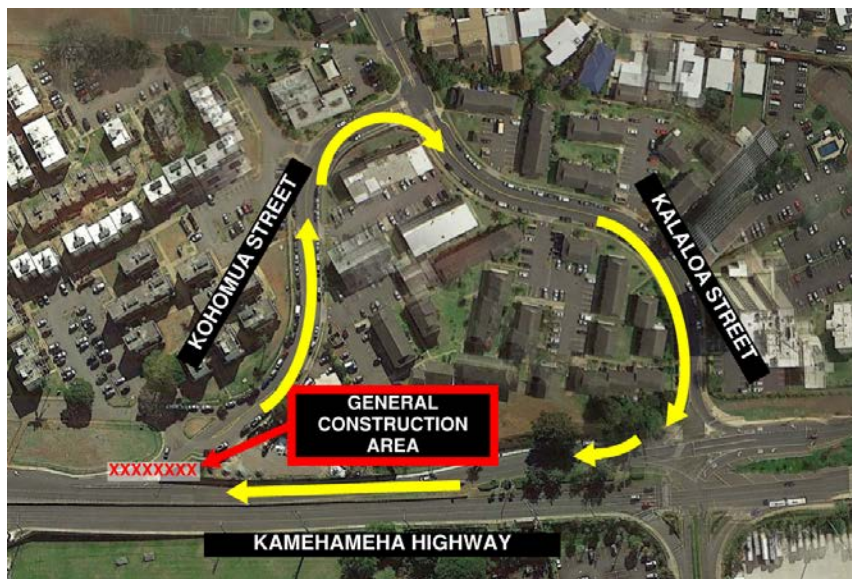 KOHOMUA STREET
KALALOA STREET
GENERAL
CONSTRUCTION
AREA
XXXXXXXX
KAMEHAMEHA HIGHWAY